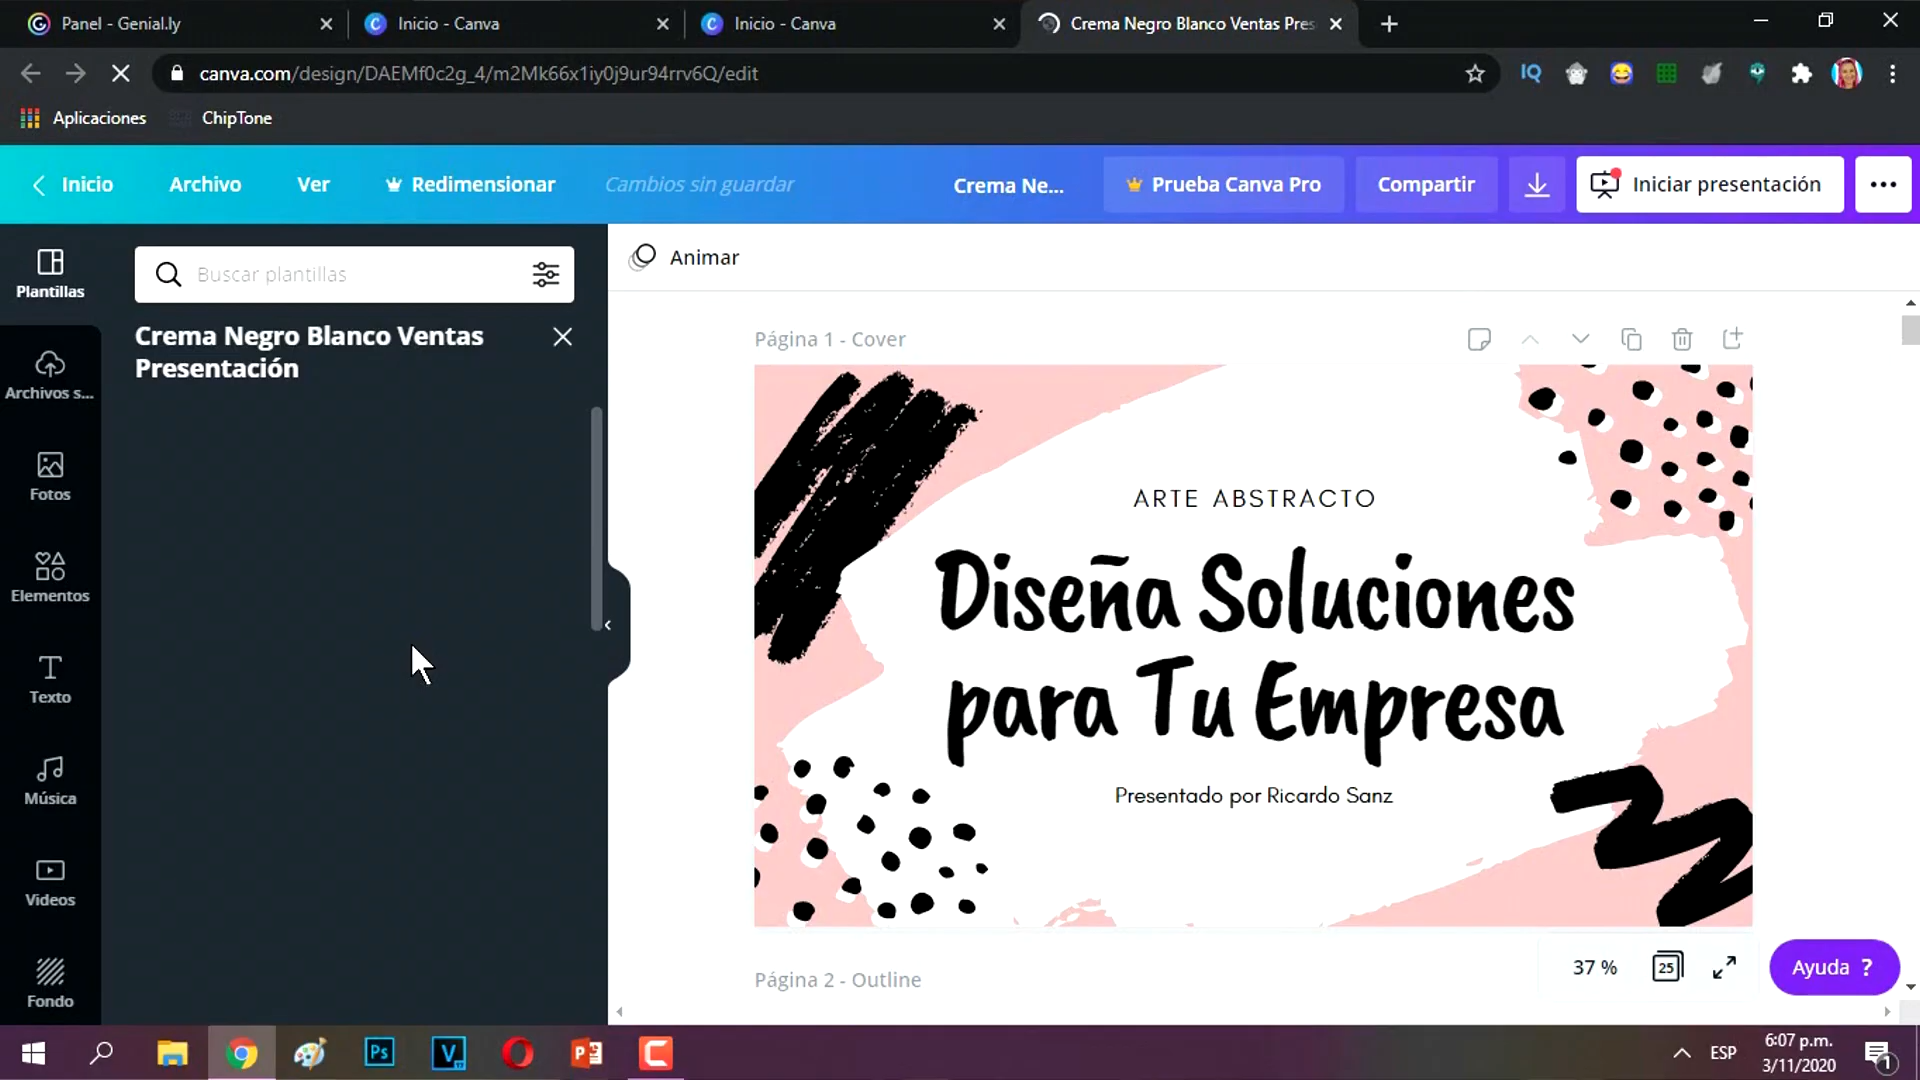 Panel - Genial.ly
Inicio - Canva
Inicio - Canva
Crema Negro Blanco Ventas Pres
canva.com/design/DAEMf0c2g_4/m2Mk66x1iy0j9ur94rrv6Q/edit
IQ
Aplicaciones
ChipTone
Inicio
Archivo
Ver
Redimensionar
Cambios sin guardar
Crema Ne...
Prueba Canva Pro
Compartir
Iniciar presentación
Plantillas
Archivos s...
Fotos
Elementos
Texto
Música
Videos
Fondo
Buscar plantillas
Crema Negro Blanco Ventas
Presentación
Animar
Página 1 - Cover
ARTE ABSTRACTO
Diseña Soluciones
para Tu Empresa
Presentado por Ricardo Sanz
Página 2 - Outline
37 %
25
Ayuda ?
Ps
V
P
ESP
6:07 p.m.
3/11/2020
1